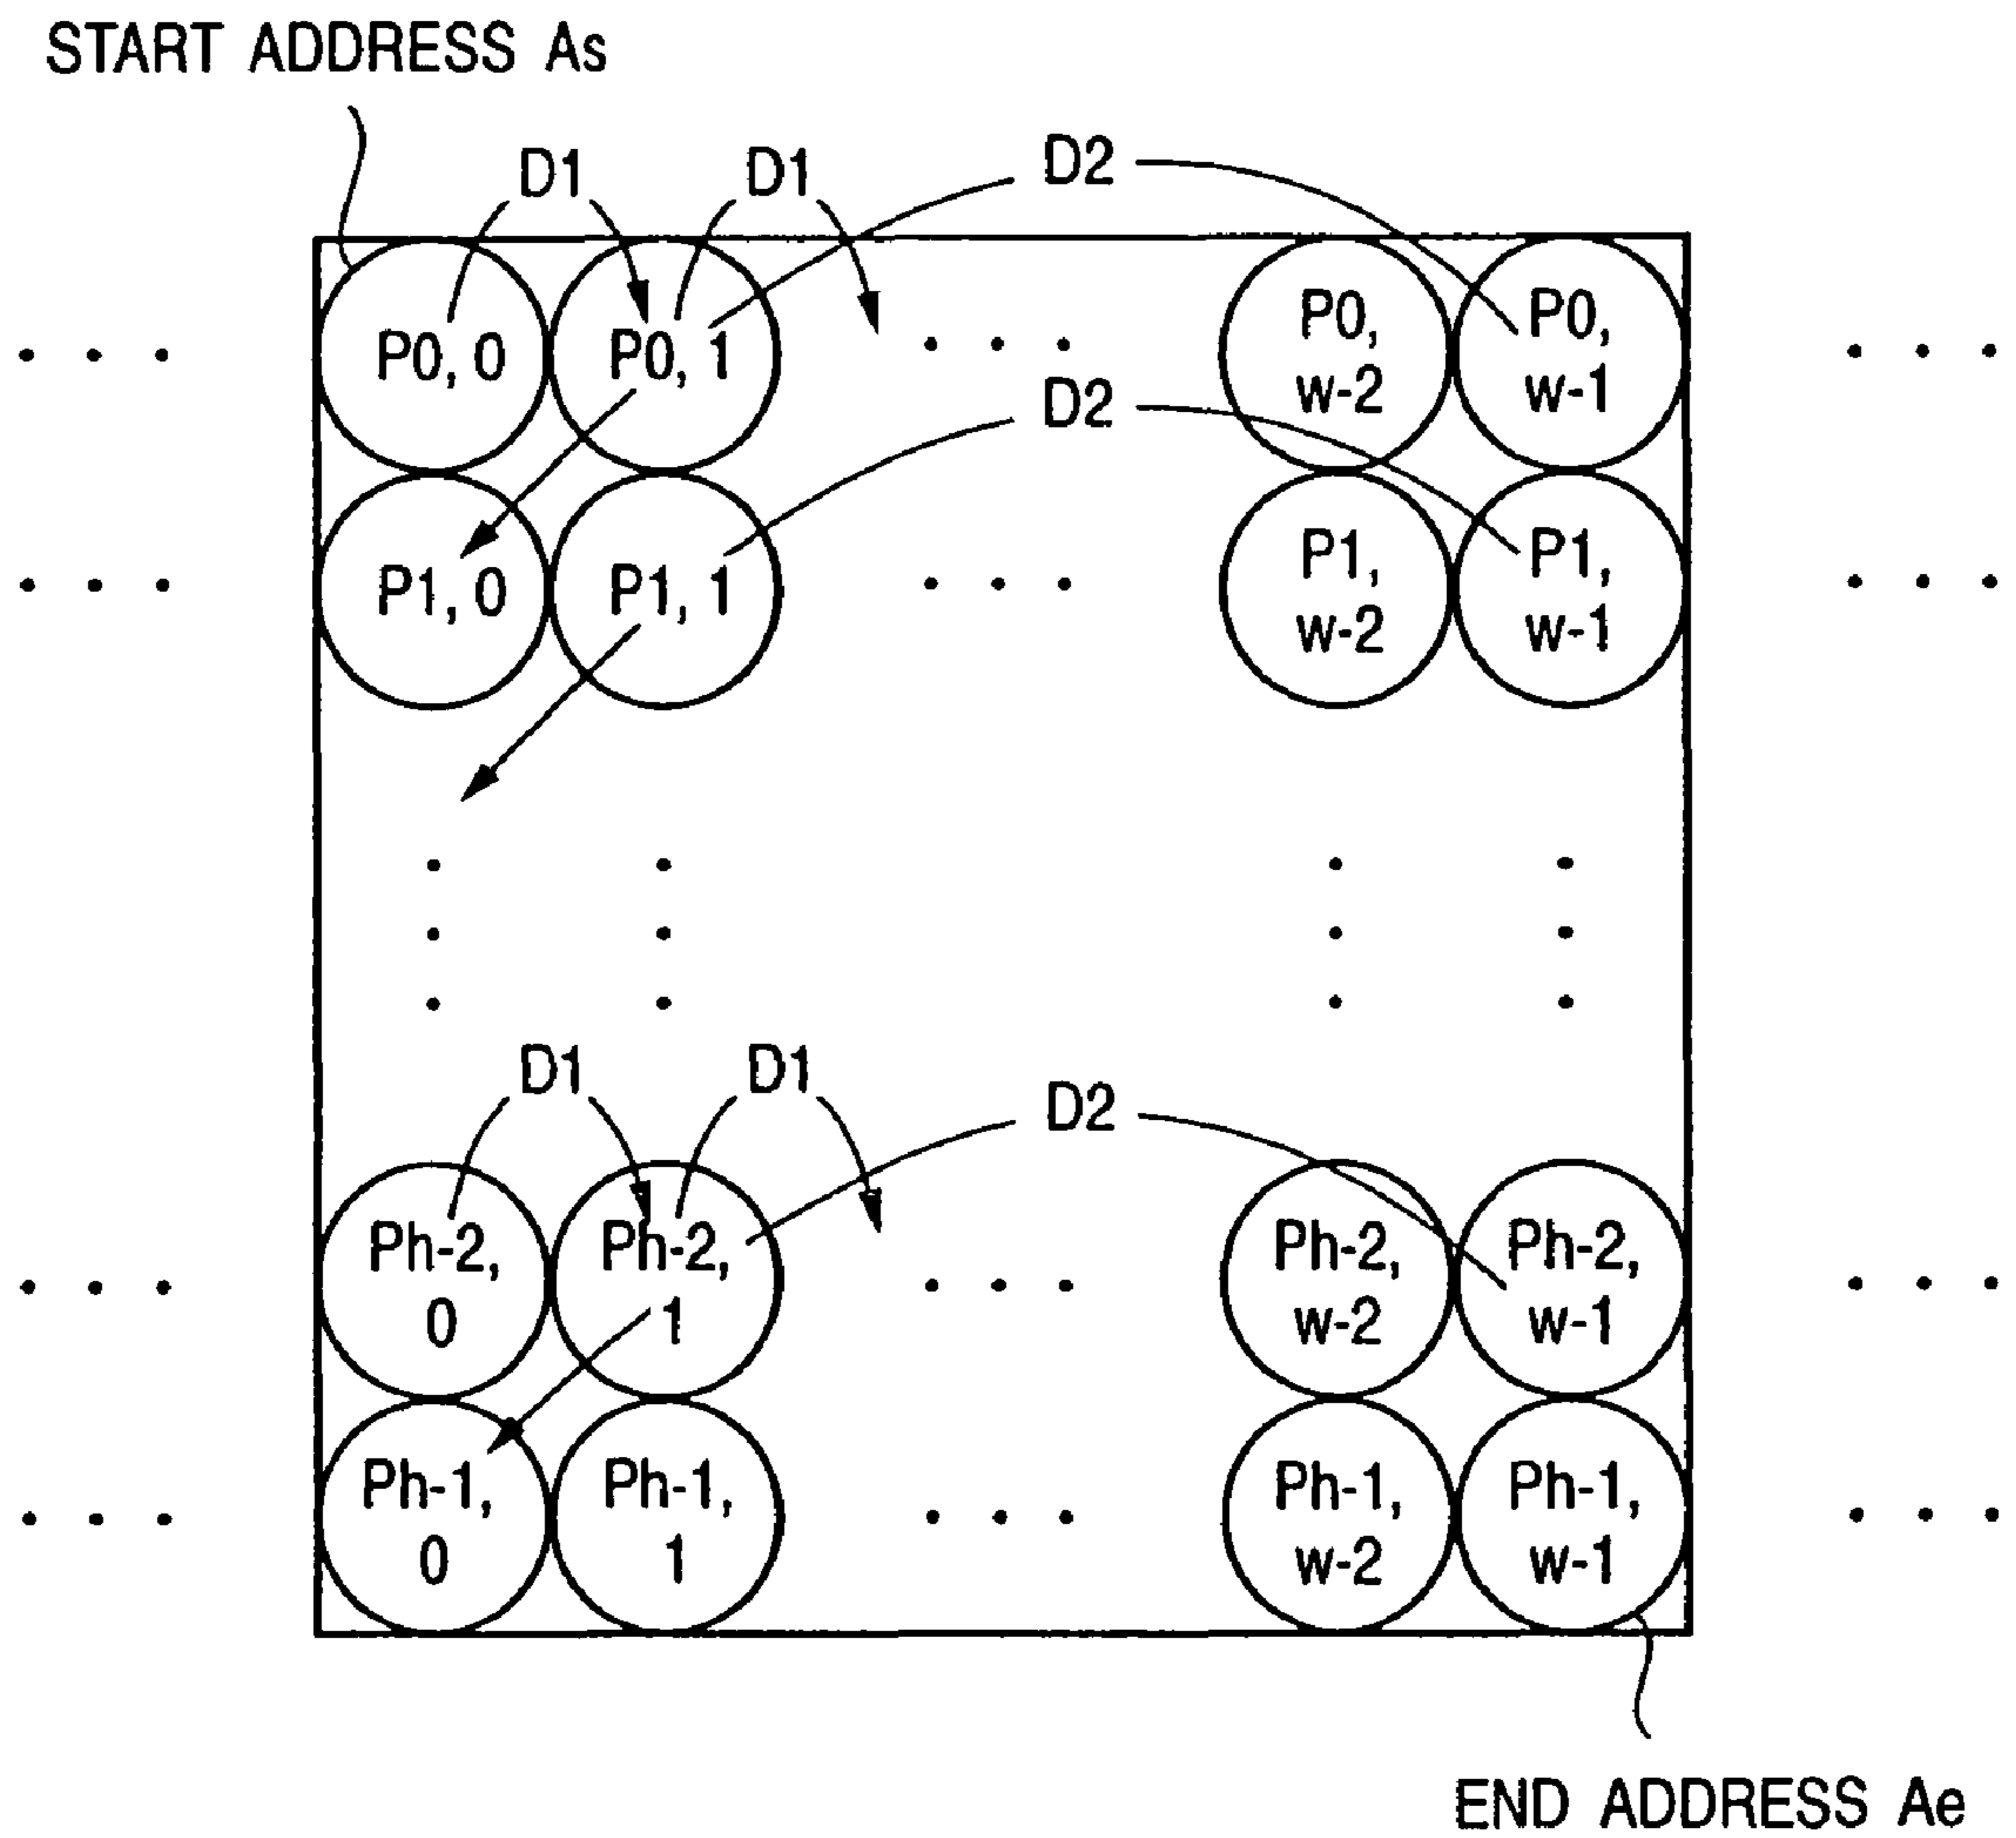 START ADDRESS As
D1 D1 D2
P0, 0 P0, 1 P0, w-2 P0, w-1
D2
P1, 0 P1, 1 P1, w-2 P1, w-1
D1 D1 D2
Ph-2, 0 Ph-2, 1 Ph-2, w-2 Ph-2, w-1
Ph-1, 0 Ph-1, 1 Ph-1, w-2 Ph-1, w-1
END ADDRESS Ae